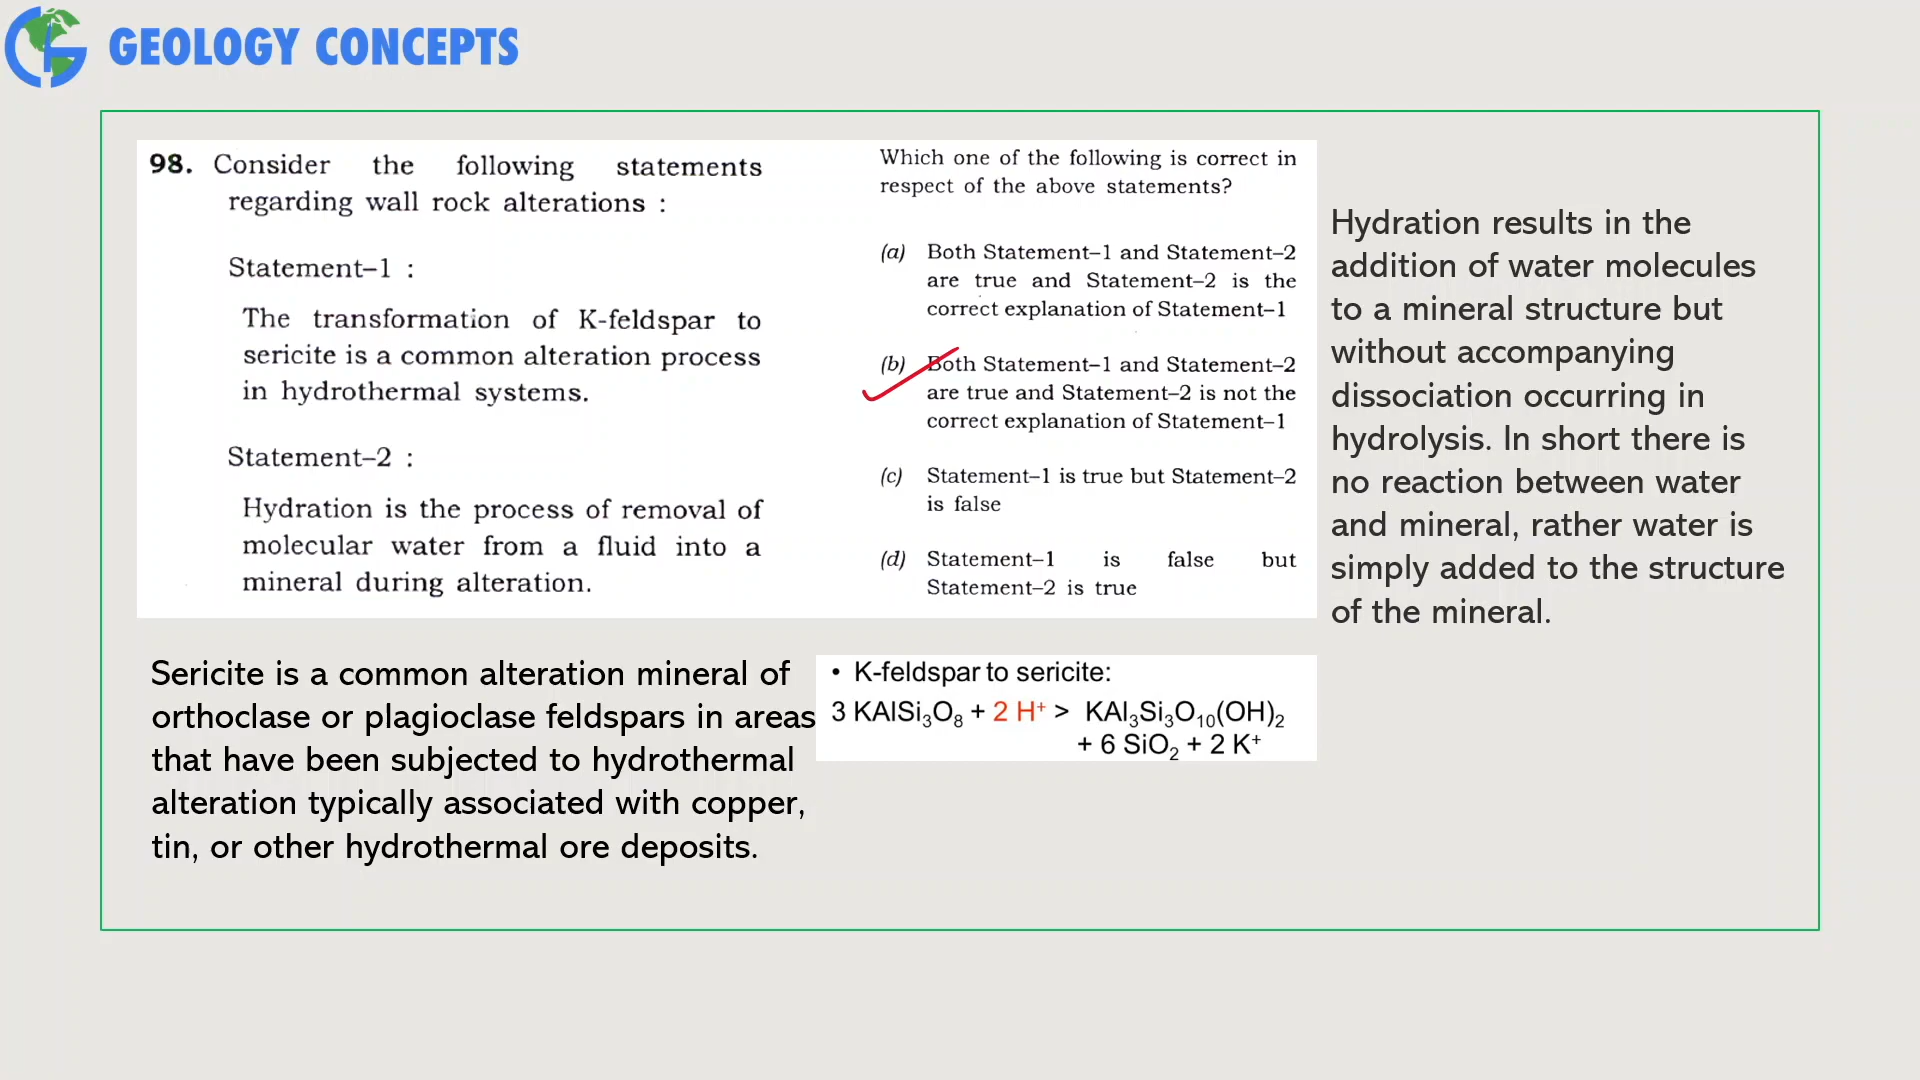 GEOLOGY CONCEPTS
98. Consider the following statements
regarding wall rock alterations :
Statement–1 :
The transformation of K-feldspar to
sericite is a common alteration process
in hydrothermal systems.
Statement–2 :
Hydration is the process of removal of
molecular water from a fluid into a
mineral during alteration.
Which one of the following is correct in
respect of the above statements?
(a) Both Statement–1 and Statement–2
are true and Statement–2 is the
correct explanation of Statement–1
(b) Both Statement–1 and Statement–2
are true and Statement–2 is not the
correct explanation of Statement–1
(c) Statement–1 is true but Statement–2
is false
(d) Statement–1 is false but
Statement–2 is true
Hydration results in the
addition of water molecules
to a mineral structure but
without accompanying
dissociation occurring in
hydrolysis. In short there is
no reaction between water
and mineral, rather water is
simply added to the structure
of the mineral.
Sericite is a common alteration mineral of
orthoclase or plagioclase feldspars in areas
that have been subjected to hydrothermal
alteration typically associated with copper,
tin, or other hydrothermal ore deposits.
• K-feldspar to sericite:
3 KAlSi₃O₈ + 2 H⁺ > KAl₃Si₃O₁₀(OH)₂
+ 6 SiO₂ + 2 K⁺